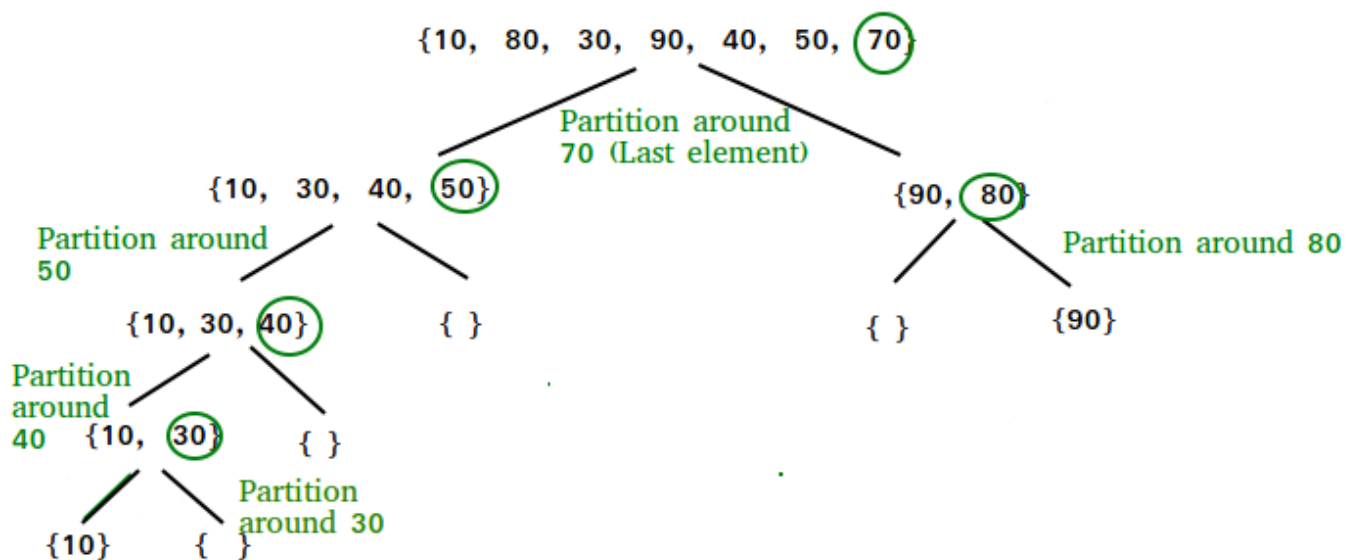 {10, 80, 30, 90, 40, 50, 70}
Partition around
70 (Last element)
{10, 30, 40, 50}
{90, 80}
Partition around
50
Partition around 80
{10, 30, 40}
{ }
{ }
{90}
Partition
around
40
{10, 30}
{ }
Partition
around 30
{10}
{ }